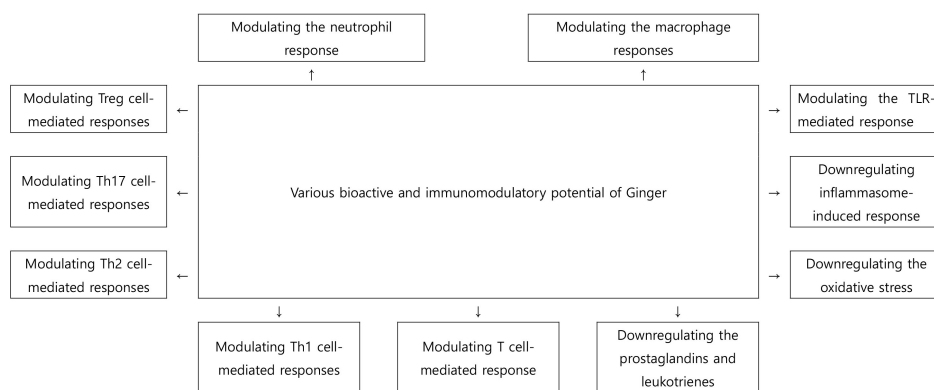 Modulating the neutrophil
response
Modulating the macrophage
responses
↑
↑
Modulating Treg cell-
mediated responses
←
→
Modulating the TLR-
mediated response
Modulating Th17 cell-
mediated responses
←
Various bioactive and immunomodulatory potential of Ginger
→
Downregulating
inflammasome-
induced response
Modulating Th2 cell-
mediated responses
←
→
Downregulating the
oxidative stress
↓
↓
↓
Modulating Th1 cell-
mediated responses
Modulating T cell-
mediated response
Downregulating the
prostaglandins and
leukotrienes